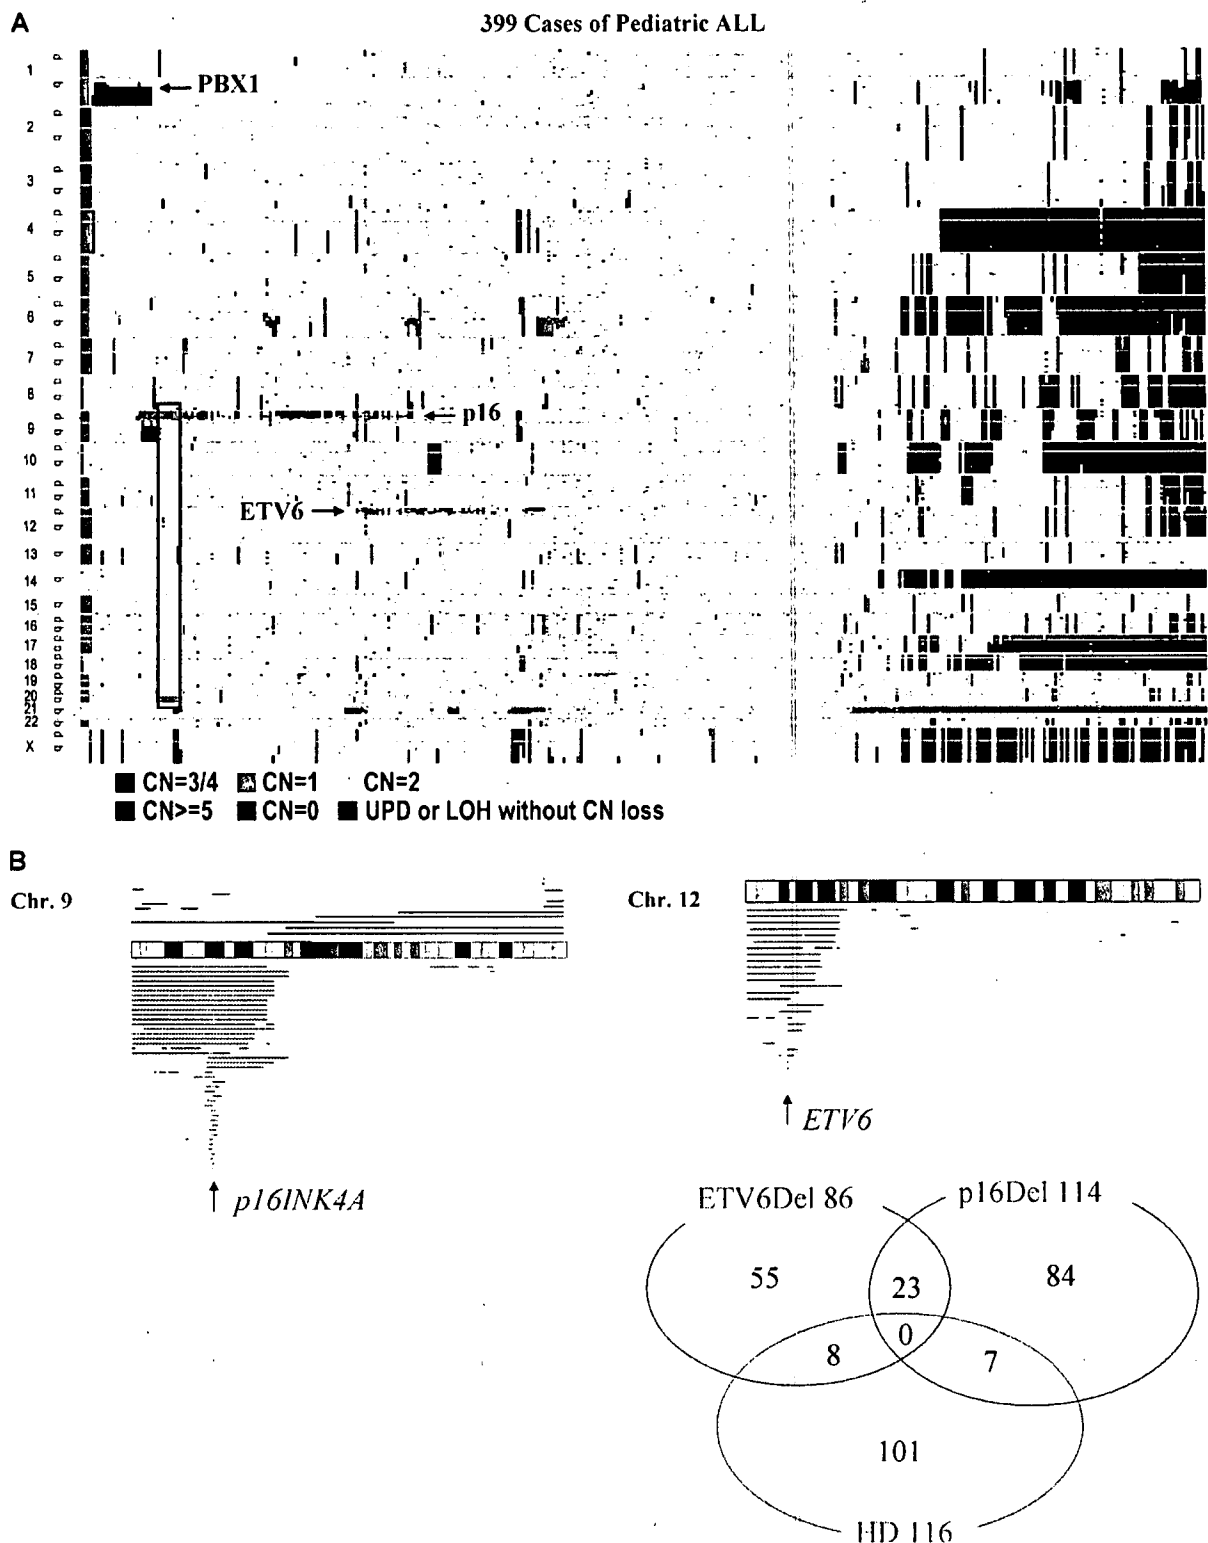 A
399 Cases of Pediatric ALL
1 p q
PBX1
2 p q
3 p q
4 p q
5 p q
6 p q
7 p q
8 p q
p16
9 p q
10 p q
11 p q
ETV6
12 p q
13 q
14 q
15 q
16 p q
17 p q
18 p q
19 p q
20 p q
21 q
22 q
X p q
CN=3/4 CN=1 CN=2
CN>=5 CN=0 UPD or LOH without CN loss
B
Chr. 9
Chr. 12
ETV6
p16INK4A
ETV6Del 86
p16Del 114
55
23
84
0
8
7
101
HD 116